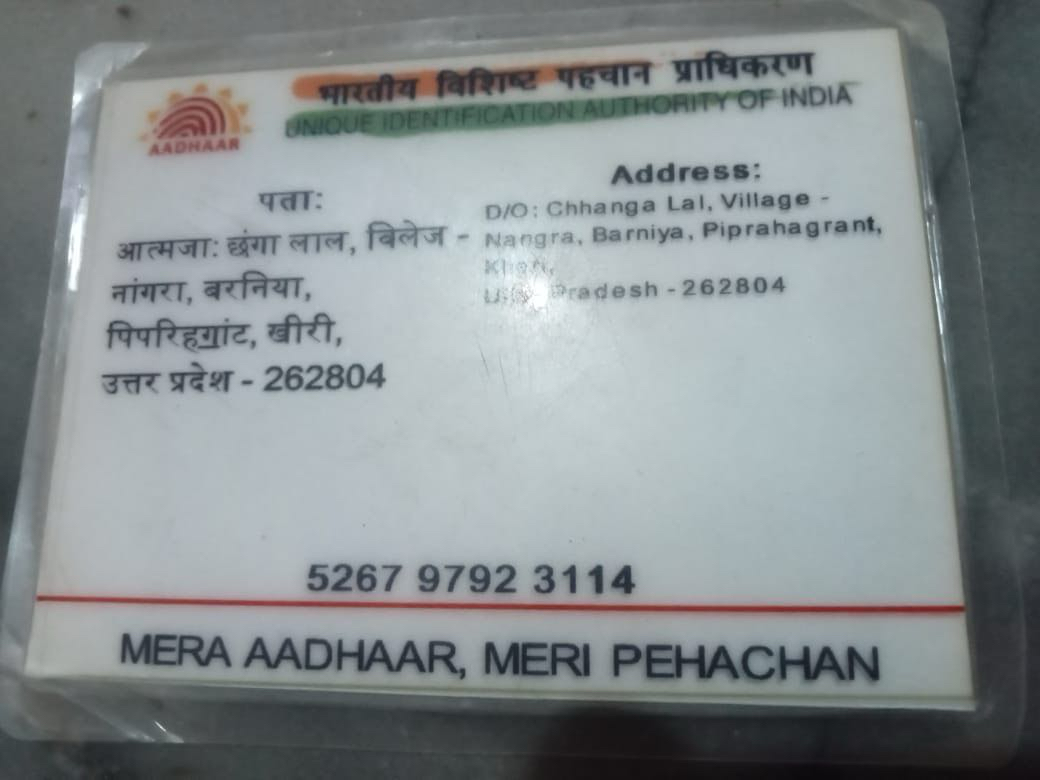 भारतीय विशिष्ट पहचान प्राधिकरण
UNIQUE IDENTIFICATION AUTHORITY OF INDIA
AADHAAR
पता:
आत्मजा: छंगा लाल, विलेज -
नांगरा, बरनिया,
पिपरिहग्रांट, खीरी,
उत्तर प्रदेश - 262804
Address:
D/O: Chhanga Lal, Village -
Nangra, Barniya, Piprahagrant,
Pradesh - 262804
5267 9792 3114
MERA AADHAAR, MERI PEHACHAN